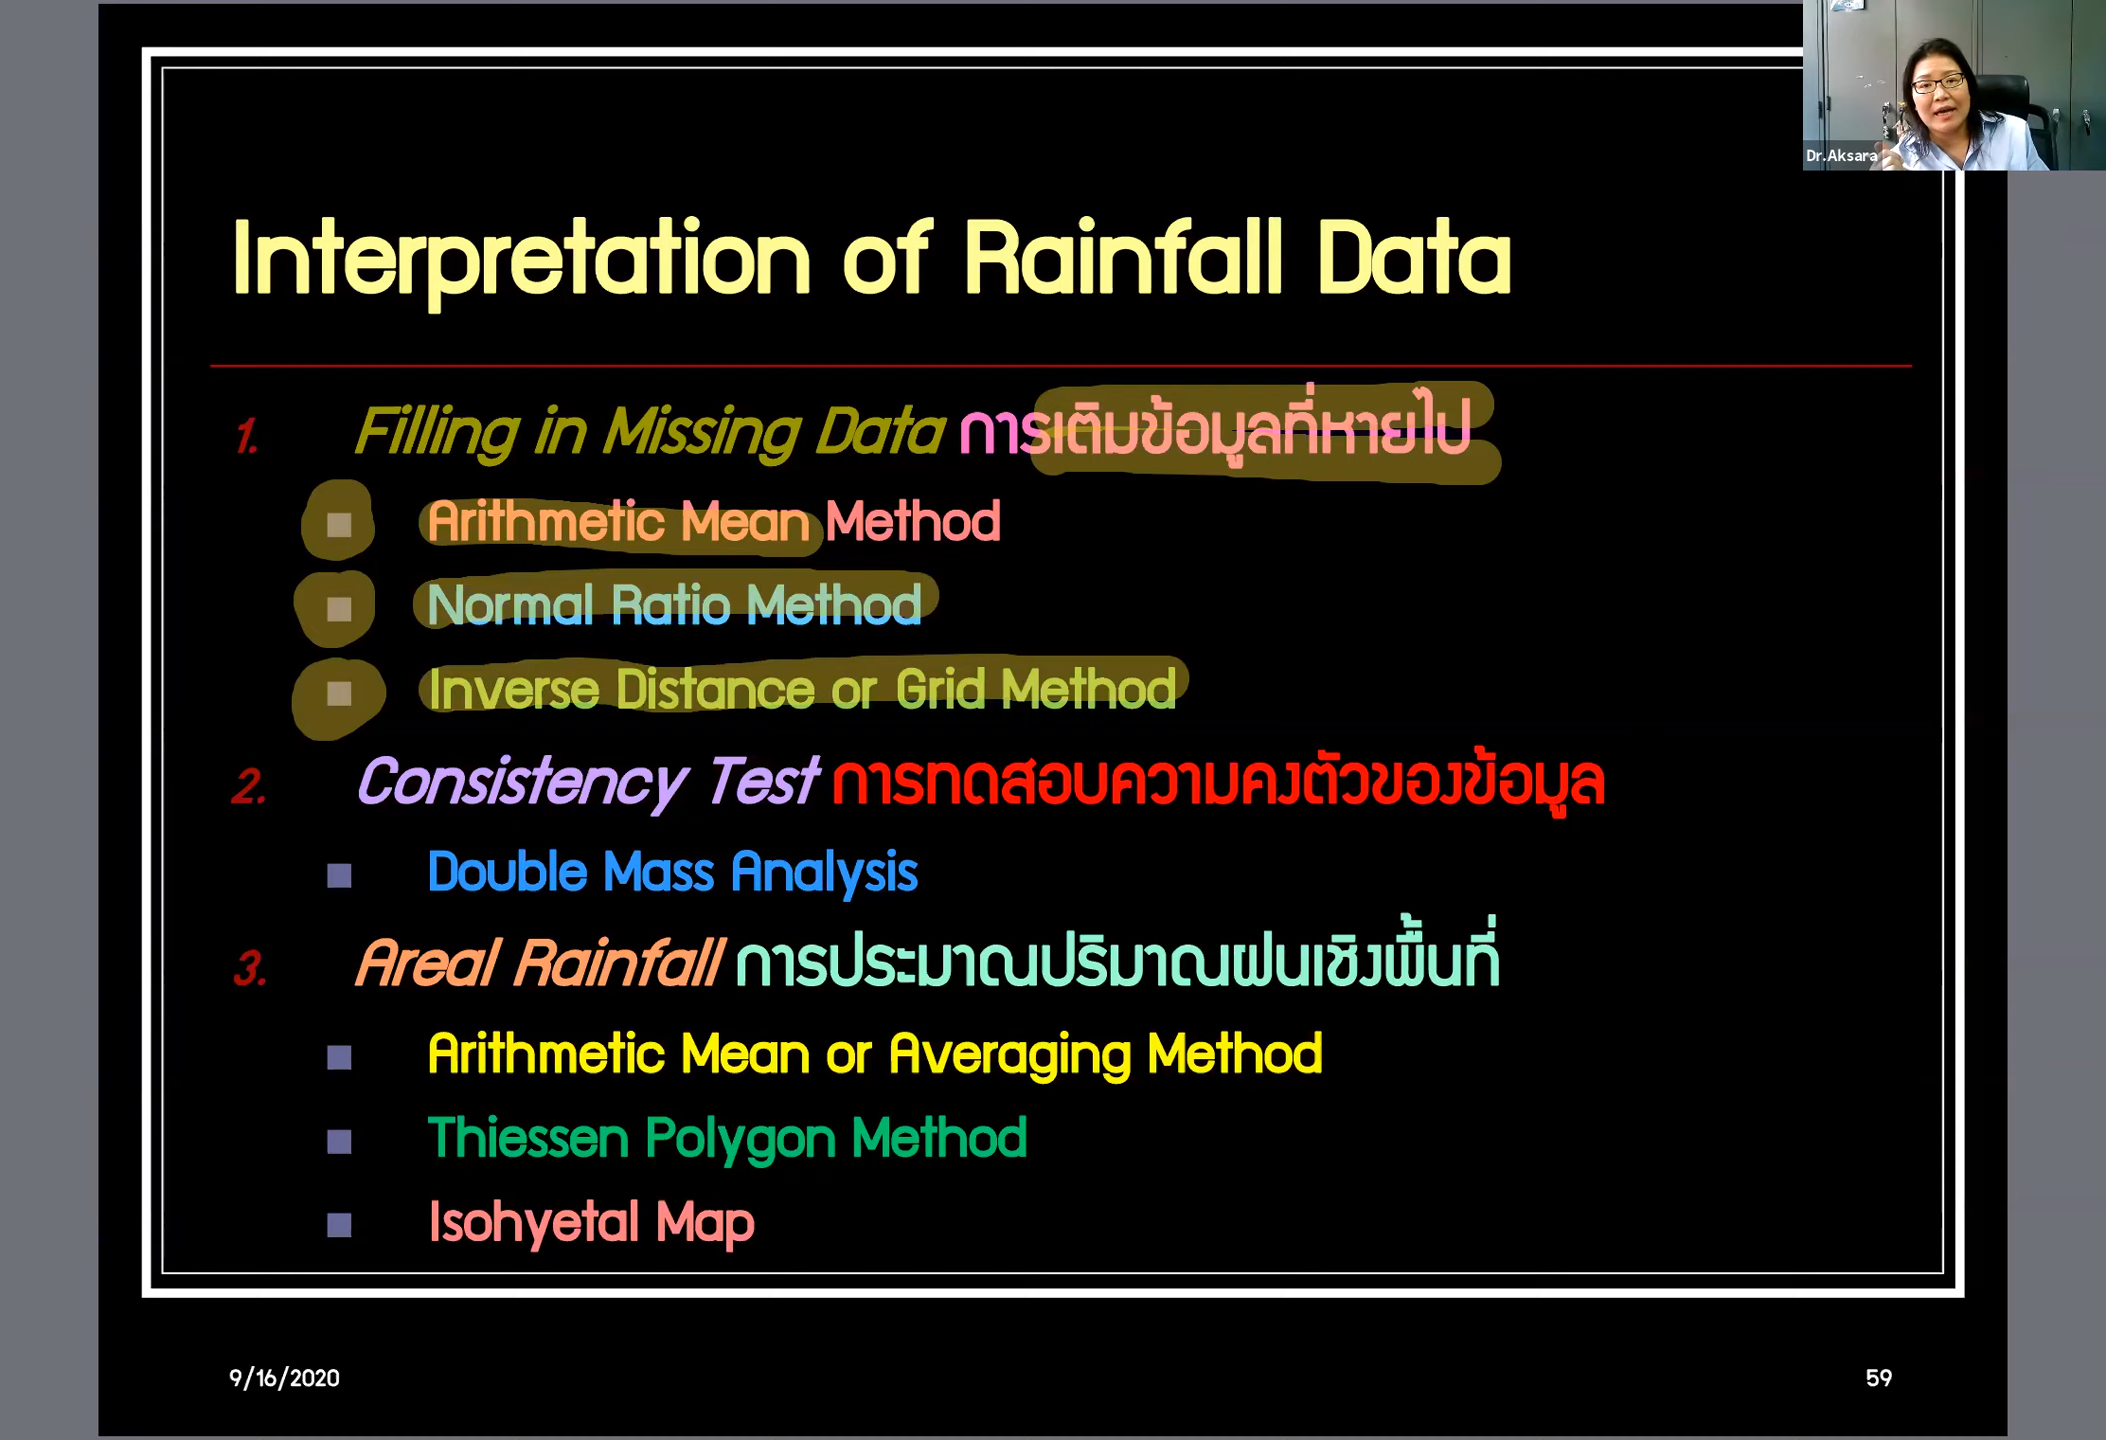 Dr.Aksara
Interpretation of Rainfall Data
1. Filling in Missing Data การเติมข้อมูลที่หายไป
Arithmetic Mean Method
Normal Ratio Method
Inverse Distance or Grid Method
2. Consistency Test การทดสอบความคงตัวของข้อมูล
Double Mass Analysis
3. Areal Rainfall การประมาณปริมาณฝนเชิงพื้นที่
Arithmetic Mean or Averaging Method
Thiessen Polygon Method
Isohyetal Map
9/16/2020
59